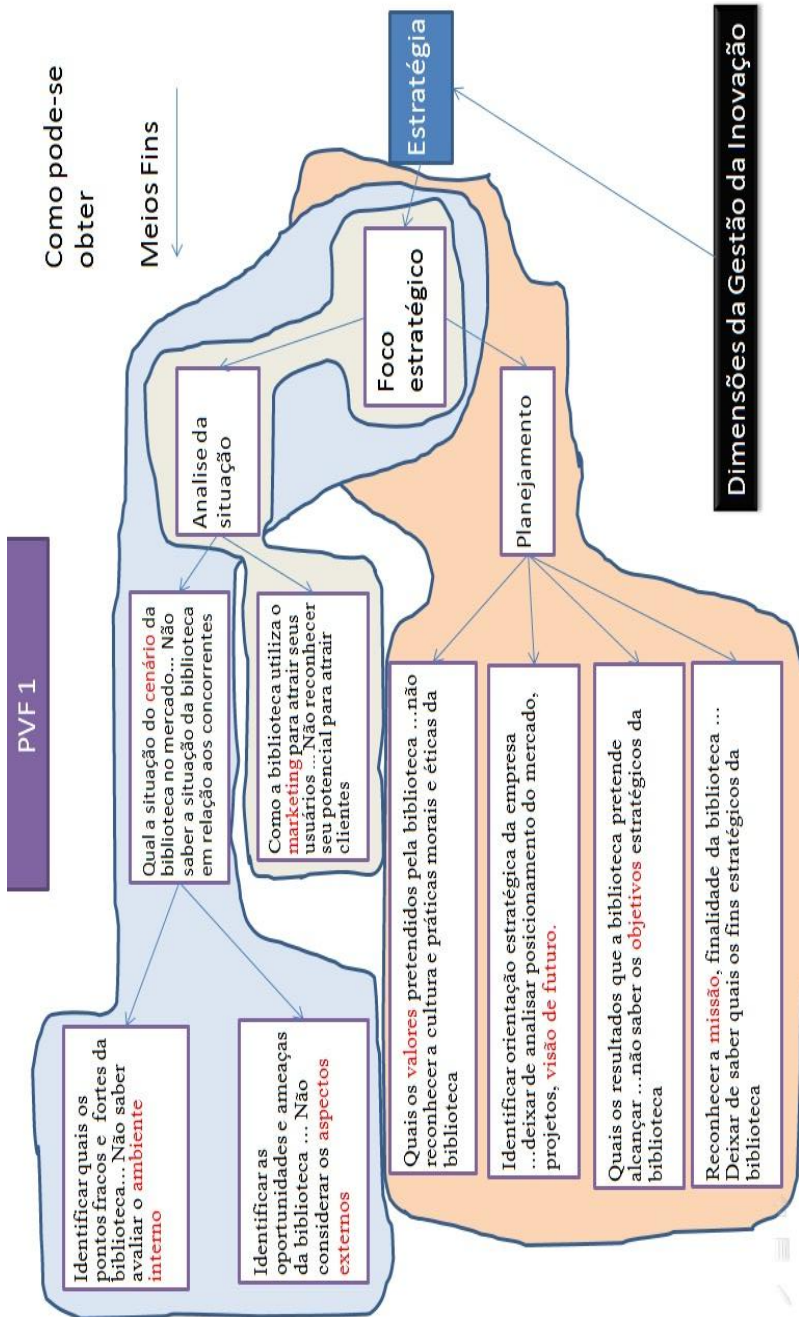 PVF 1
Como pode-se
obter
Meios Fins
Identificar quais os
pontos fracos e fortes da
biblioteca... Não saber
avaliar o ambiente
interno
Identificar as
oportunidades e ameaças
da biblioteca ... Não
considerar os aspectos
externos
Qual a situação do cenário da
biblioteca no mercado... Não
saber a situação da biblioteca
em relação aos concorrentes
Como a biblioteca utiliza o
marketing para atrair seus
usuários ...Não reconhecer
seu potencial para atrair
clientes
Analise da
situação
Foco
estratégico
Estratégia
Quais os valores pretendidos pela biblioteca ...não
reconhecer a cultura e práticas morais e éticas da
biblioteca
Identificar orientação estratégica da empresa
...deixar de analisar posicionamento do mercado,
projetos, visão de futuro.
Quais os resultados que a biblioteca pretende
alcançar ...não saber os objetivos estratégicos da
biblioteca
Reconhecer a missão, finalidade da biblioteca ...
Deixar de saber quais os fins estratégicos da
biblioteca
Planejamento
Dimensões da Gestão da Inovação